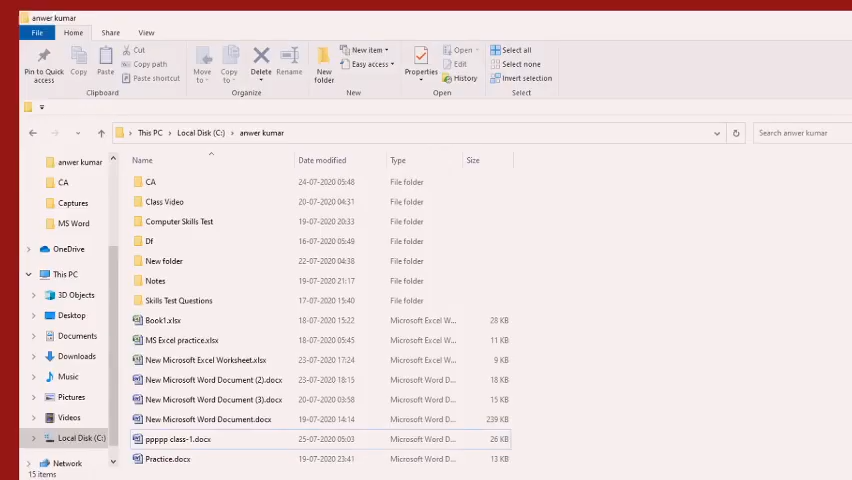 anwer kumar
File Home Share View
Pin to Quick access
Copy
Paste
Cut
Copy path
Paste shortcut
Clipboard
Move to
Copy to
Delete
Rename
Organize
New folder
New item
Easy access
New
Properties
Open
Edit
History
Open
Select all
Select none
Invert selection
Select
This PC Local Disk (C:) anwer kumar
Search anwer kumar
anwer kumar
CA
Captures
MS Word
OneDrive
This PC
3D Objects
Desktop
Documents
Downloads
Music
Pictures
Videos
Local Disk (C:)
Network
Name Date modified Type Size
CA 24-07-2020 05:48 File folder
Class Video 20-07-2020 04:31 File folder
Computer Skills Test 19-07-2020 20:33 File folder
Df 16-07-2020 05:49 File folder
New folder 22-07-2020 04:38 File folder
Notes 19-07-2020 21:17 File folder
Skills Test Questions 17-07-2020 15:40 File folder
Book1.xlsx 18-07-2020 15:22 Microsoft Excel W... 28 KB
MS Excel practice.xlsx 18-07-2020 05:45 Microsoft Excel W... 11 KB
New Microsoft Excel Worksheet.xlsx 23-07-2020 17:24 Microsoft Excel W... 9 KB
New Microsoft Word Document (2).docx 23-07-2020 18:15 Microsoft Word D... 18 KB
New Microsoft Word Document (3).docx 20-07-2020 03:58 Microsoft Word D... 15 KB
New Microsoft Word Document.docx 19-07-2020 14:14 Microsoft Word D... 239 KB
ppppp class-1.docx 25-07-2020 05:03 Microsoft Word D... 26 KB
Practice.docx 19-07-2020 23:41 Microsoft Word D... 13 KB
15 items